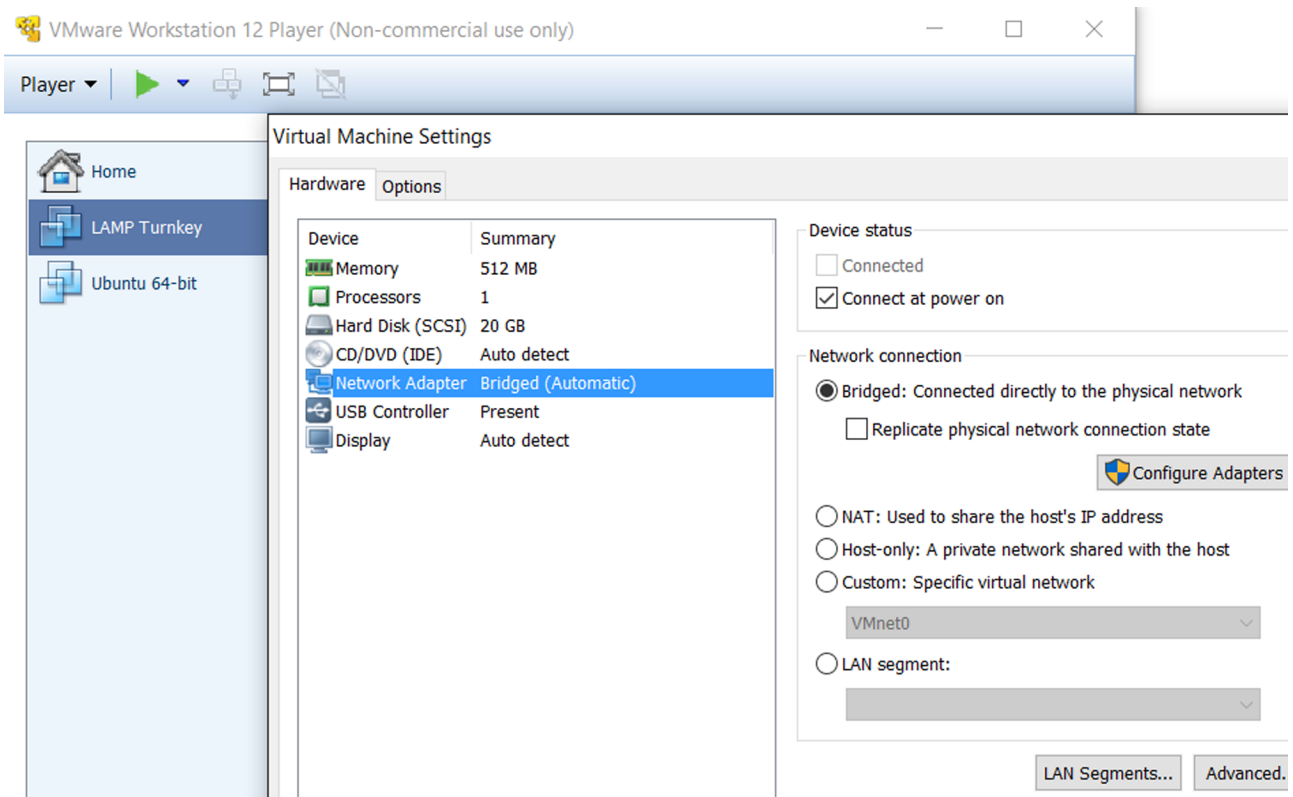 VMware Workstation 12 Player (Non-commercial use only)
Player
Virtual Machine Settings
Home
LAMP Turnkey
Ubuntu 64-bit
Hardware Options
Device Summary
Memory 512 MB
Processors 1
Hard Disk (SCSI) 20 GB
CD/DVD (IDE) Auto detect
Network Adapter Bridged (Automatic)
USB Controller Present
Display Auto detect
Device status
Connected
Connect at power on
Network connection
Bridged: Connected directly to the physical network
Replicate physical network connection state
Configure Adapters
NAT: Used to share the host's IP address
Host-only: A private network shared with the host
Custom: Specific virtual network
VMnet0
LAN segment:
LAN Segments... Advanced.